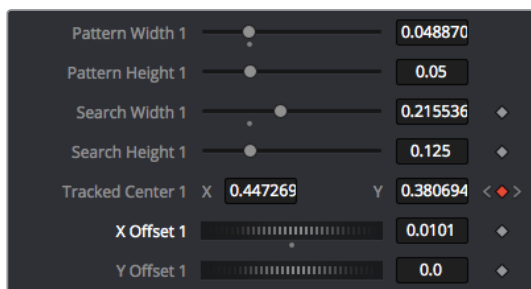 Pattern Width 1 0.048870
Pattern Height 1 0.05
Search Width 1 0.215536
Search Height 1 0.125
Tracked Center 1 X 0.447269 Y 0.380694
X Offset 1 0.0101
Y Offset 1 0.0